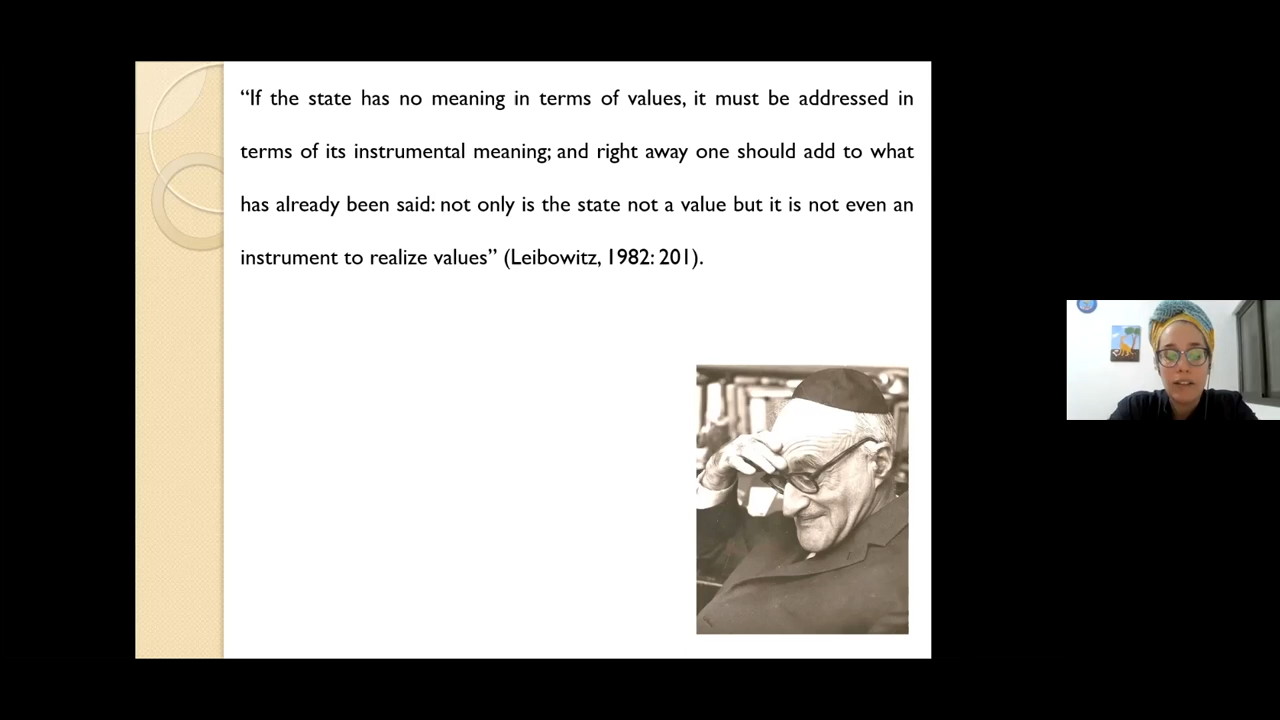 “If the state has no meaning in terms of values, it must be addressed in
terms of its instrumental meaning; and right away one should add to what
has already been said: not only is the state not a value but it is not even an
instrument to realize values” (Leibowitz, 1982: 201).